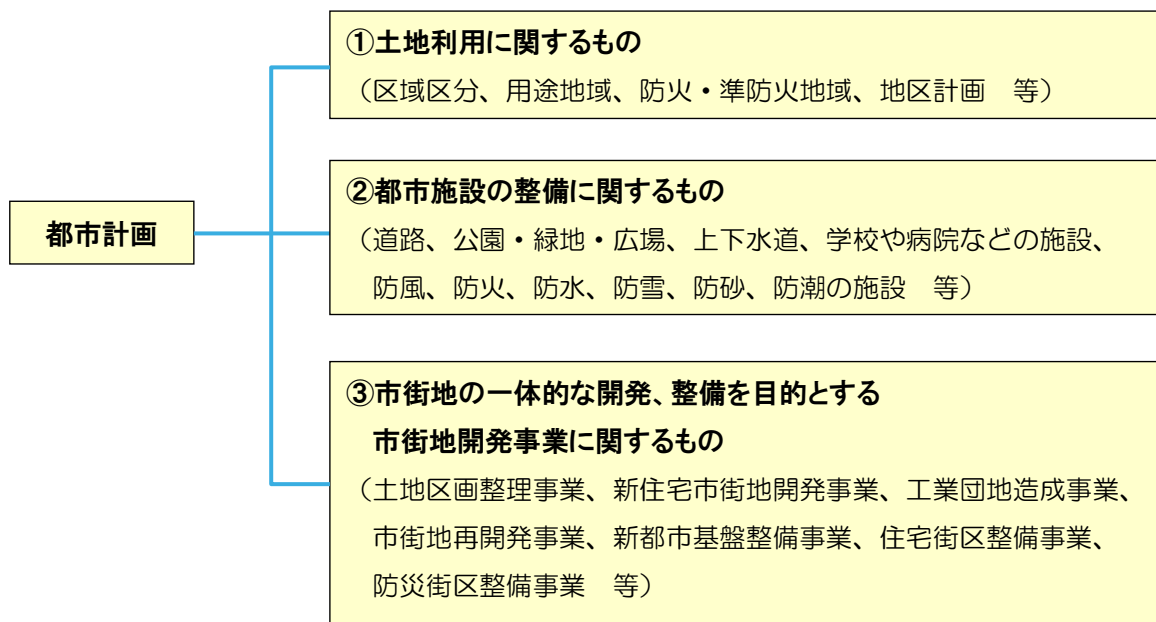 ①土地利用に関するもの
（区域区分、用途地域、防火・準防火地域、地区計画　等）
都市計画
②都市施設の整備に関するもの
（道路、公園・緑地・広場、上下水道、学校や病院などの施設、
防風、防火、防水、防雪、防砂、防潮の施設　等）
③市街地の一体的な開発、整備を目的とする
市街地開発事業に関するもの
（土地区画整理事業、新住宅市街地開発事業、工業団地造成事業、
市街地再開発事業、新都市基盤整備事業、住宅街区整備事業、
防災街区整備事業　等）